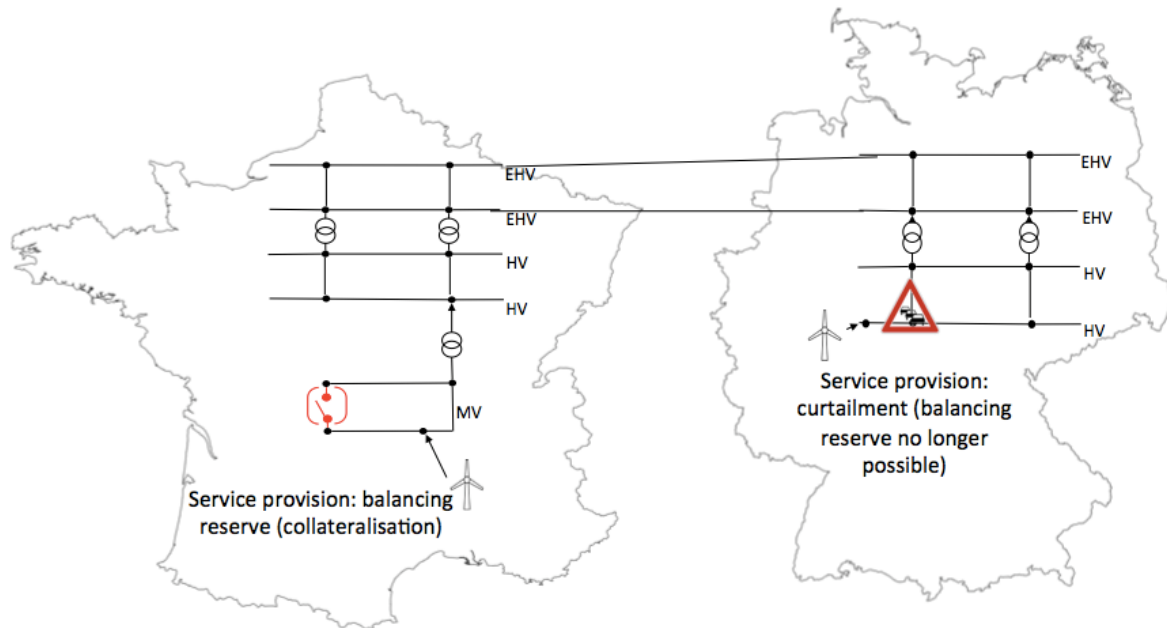 EHV
EHV
EHV
EHV
HV
HV
HV
HV
MV
Service provision: balancing
reserve (collateralisation)
Service provision:
curtailment (balancing
reserve no longer
possible)